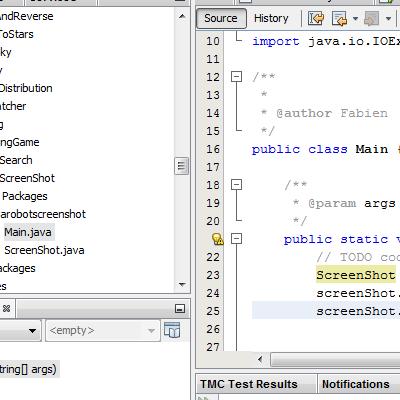 AndReverse
ToStars
ky
Distribution
tcher
ngGame
Search
ScreenShot
Packages
arobotscreenshot
Main.java
ScreenShot.java
ackages
es
<empty>
tring[] args)
Source
History
10 import java.io.IOEx
11
12 /**
13 *
14 * @author Fabien
15 */
16 public class Main {
17
18 /**
19 * @param args
20 */
public static v
22 // TODO cod
23 ScreenShot
24 screenShot.
25 screenShot.
26
27
TMC Test Results
Notifications